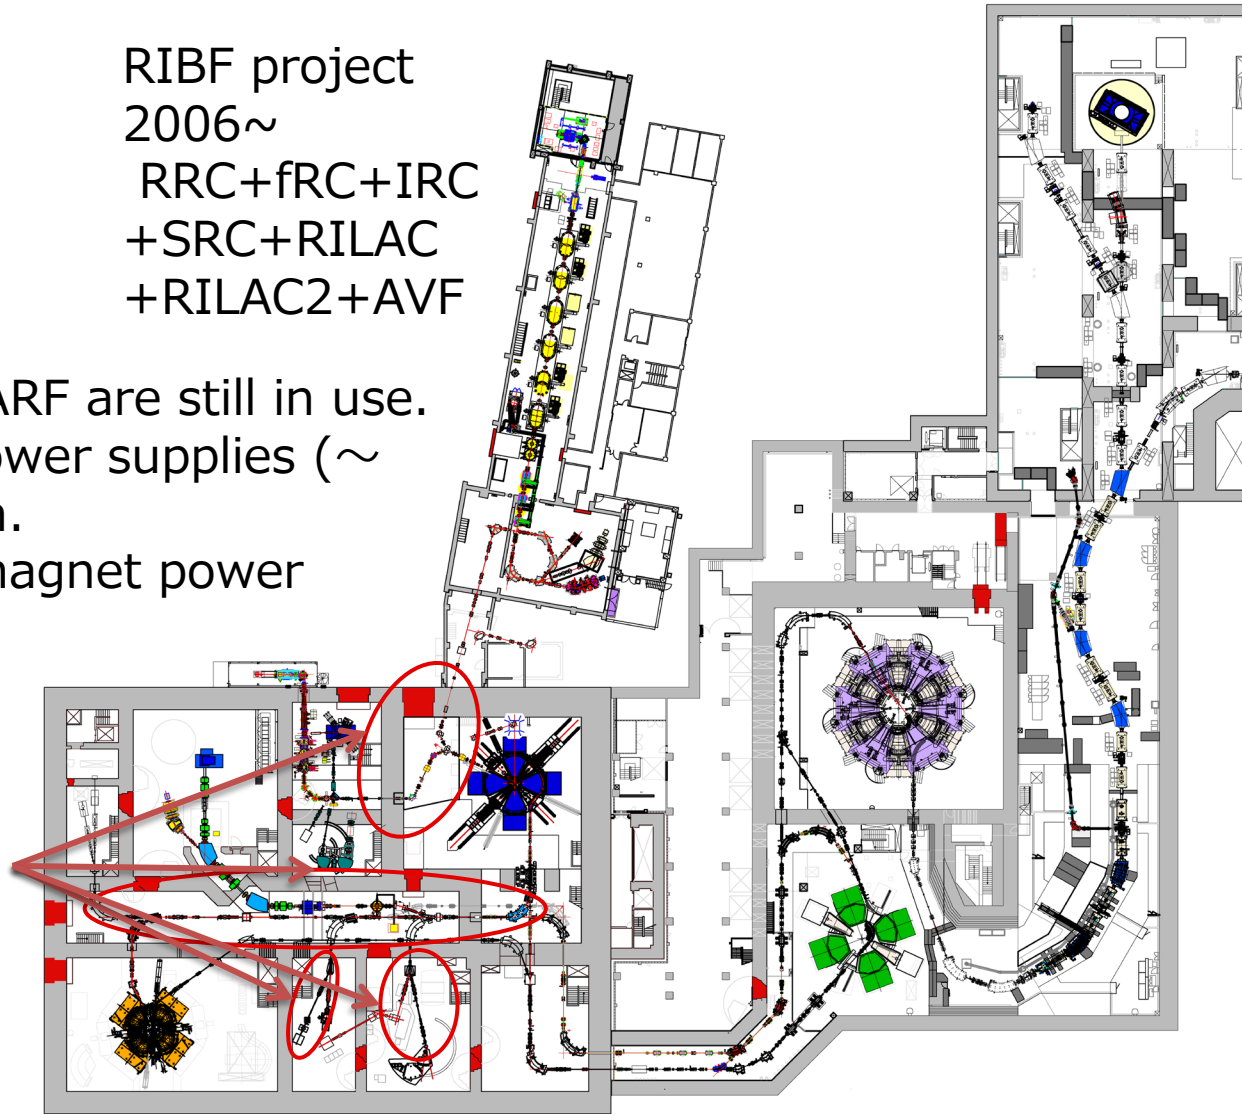 RIBF project
2006~
RRC+fRC+IRC
+SRC+RILAC
+RILAC2+AVF
ARF are still in use.
ower supplies (～
n.
nagnet power